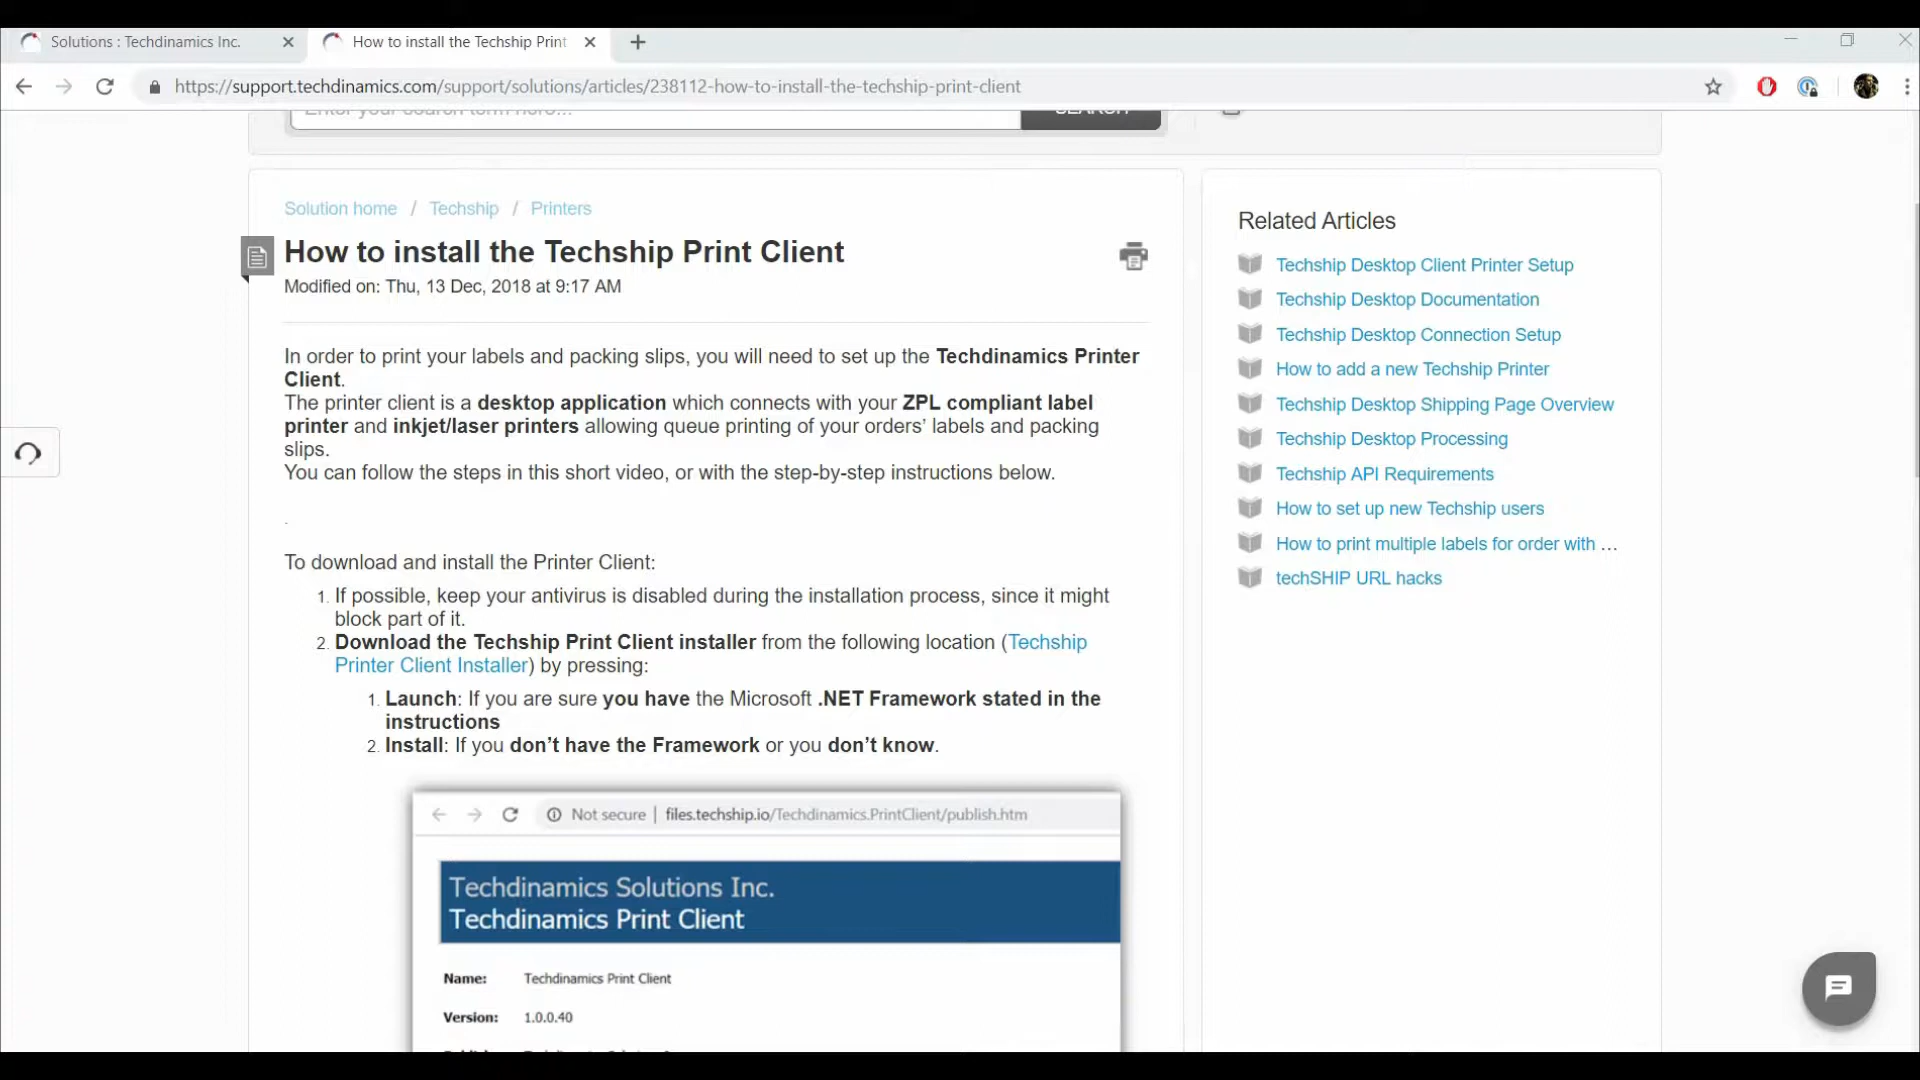 Solutions : Techdinamics Inc.
How to install the Techship Print
https://support.techdinamics.com/support/solutions/articles/238112-how-to-install-the-techship-print-client
Enter your search term here...
SEARCH
Solution home / Techship / Printers
How to install the Techship Print Client
Modified on: Thu, 13 Dec, 2018 at 9:17 AM
In order to print your labels and packing slips, you will need to set up the Techdinamics Printer
Client.
The printer client is a desktop application which connects with your ZPL compliant label
printer and inkjet/laser printers allowing queue printing of your orders’ labels and packing
slips.
You can follow the steps in this short video, or with the step-by-step instructions below.
.
To download and install the Printer Client:
1. If possible, keep your antivirus is disabled during the installation process, since it might
block part of it.
2. Download the Techship Print Client installer from the following location (Techship
Printer Client Installer) by pressing:
1. Launch: If you are sure you have the Microsoft .NET Framework stated in the
instructions
2. Install: If you don’t have the Framework or you don’t know.
Not secure | files.techship.io/Techdinamics.PrintClient/publish.htm
Techdinamics Solutions Inc.
Techdinamics Print Client
Name: Techdinamics Print Client
Version: 1.0.0.40
Related Articles
Techship Desktop Client Printer Setup
Techship Desktop Documentation
Techship Desktop Connection Setup
How to add a new Techship Printer
Techship Desktop Shipping Page Overview
Techship Desktop Processing
Techship API Requirements
How to set up new Techship users
How to print multiple labels for order with ...
techSHIP URL hacks